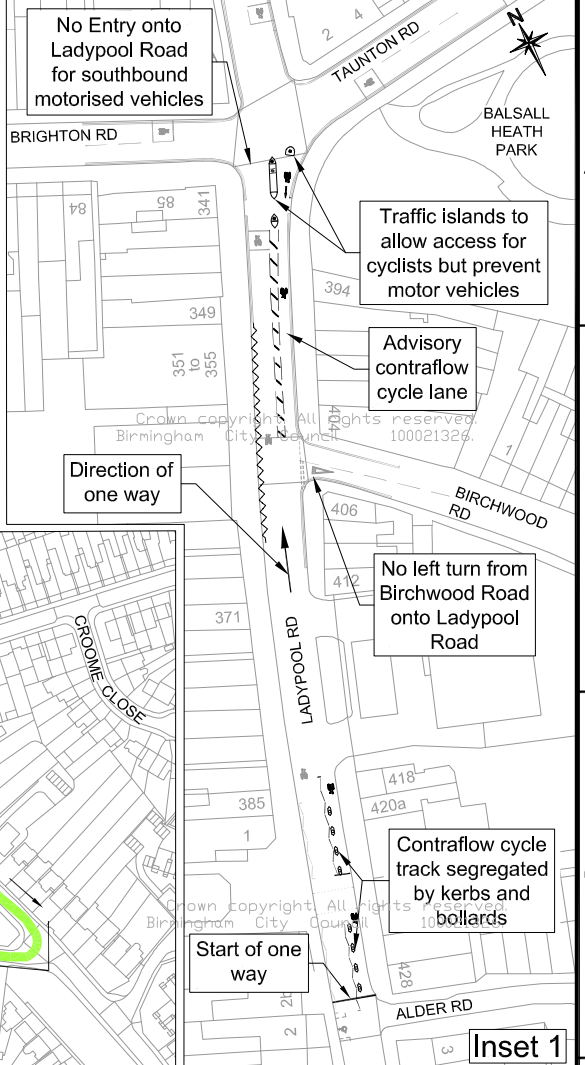 No Entry onto
Ladypool Road
for southbound
motorised vehicles
2
4
TAUNTON RD
N
BRIGHTON RD
BALSALL
HEATH
PARK
84
85
341
Traffic islands to
allow access for
cyclists but prevent
motor vehicles
394
349
351
to
355
Advisory
contraflow
cycle lane
404
Crown copyright. All rights reserved.
Birmingham City Council 100021326.
1
Direction of
one way
BIRCHWOOD
RD
406
No left turn from
Birchwood Road
onto Ladypool
Road
412
371
CROOME CLOSE
LADYPOOL RD
418
420a
385
1
Contraflow cycle
track segregated
by kerbs and
bollards
Crown copyright. All rights reserved.
Birmingham City Council
Start of one
way
428
2b
2
ALDER RD
3
Inset 1